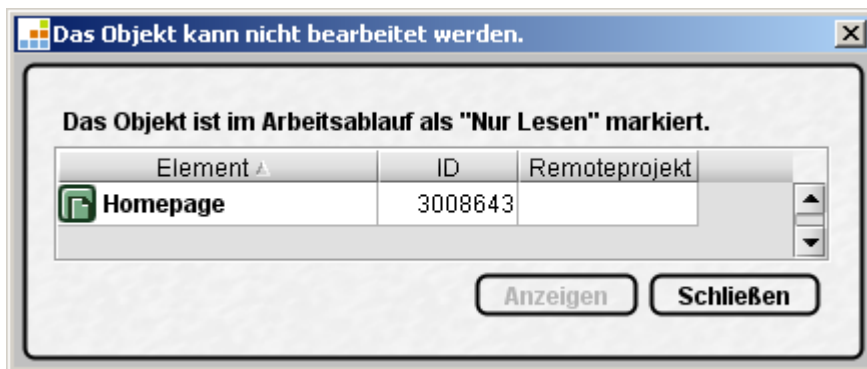 Das Objekt kann nicht bearbeitet werden.
Das Objekt ist im Arbeitsablauf als "Nur Lesen" markiert.
Element ID Remoteprojekt
Homepage 3008643
Anzeigen Schließen